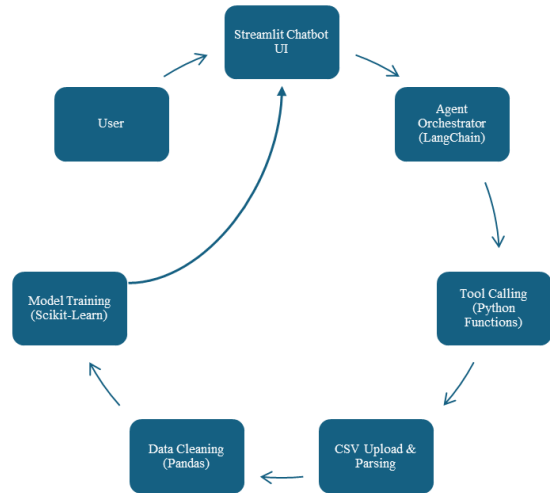 Streamlit Chatbot
UI
User
Agent
Orchestrator
(LangChain)
Model Training
(Scikit-Learn)
Tool Calling
(Python
Functions)
Data Cleaning
(Pandas)
CSV Upload &
Parsing